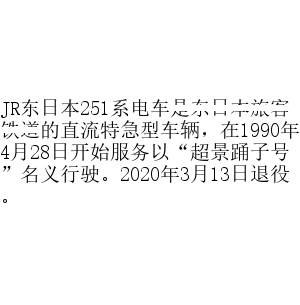 JR东日本251系电车是东日本旅客
铁道的直流特急型车辆，在1990年
4月28日开始服务以“超景踊子号
”名义行驶。2020年3月13日退役
。